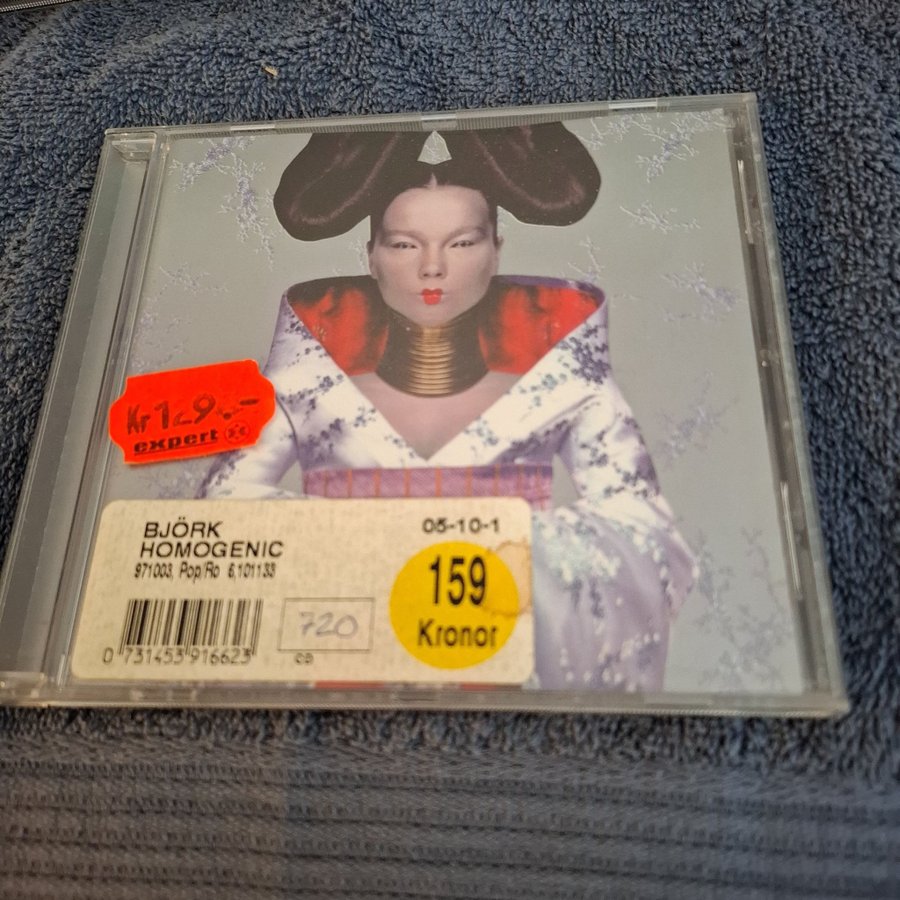 Kr 129.-
expert
BJÖRK
HOMOGENIC
971003, Pop/Ro 6,101133
05-10-1
159
Kronor
720
CD
0 731453 916623